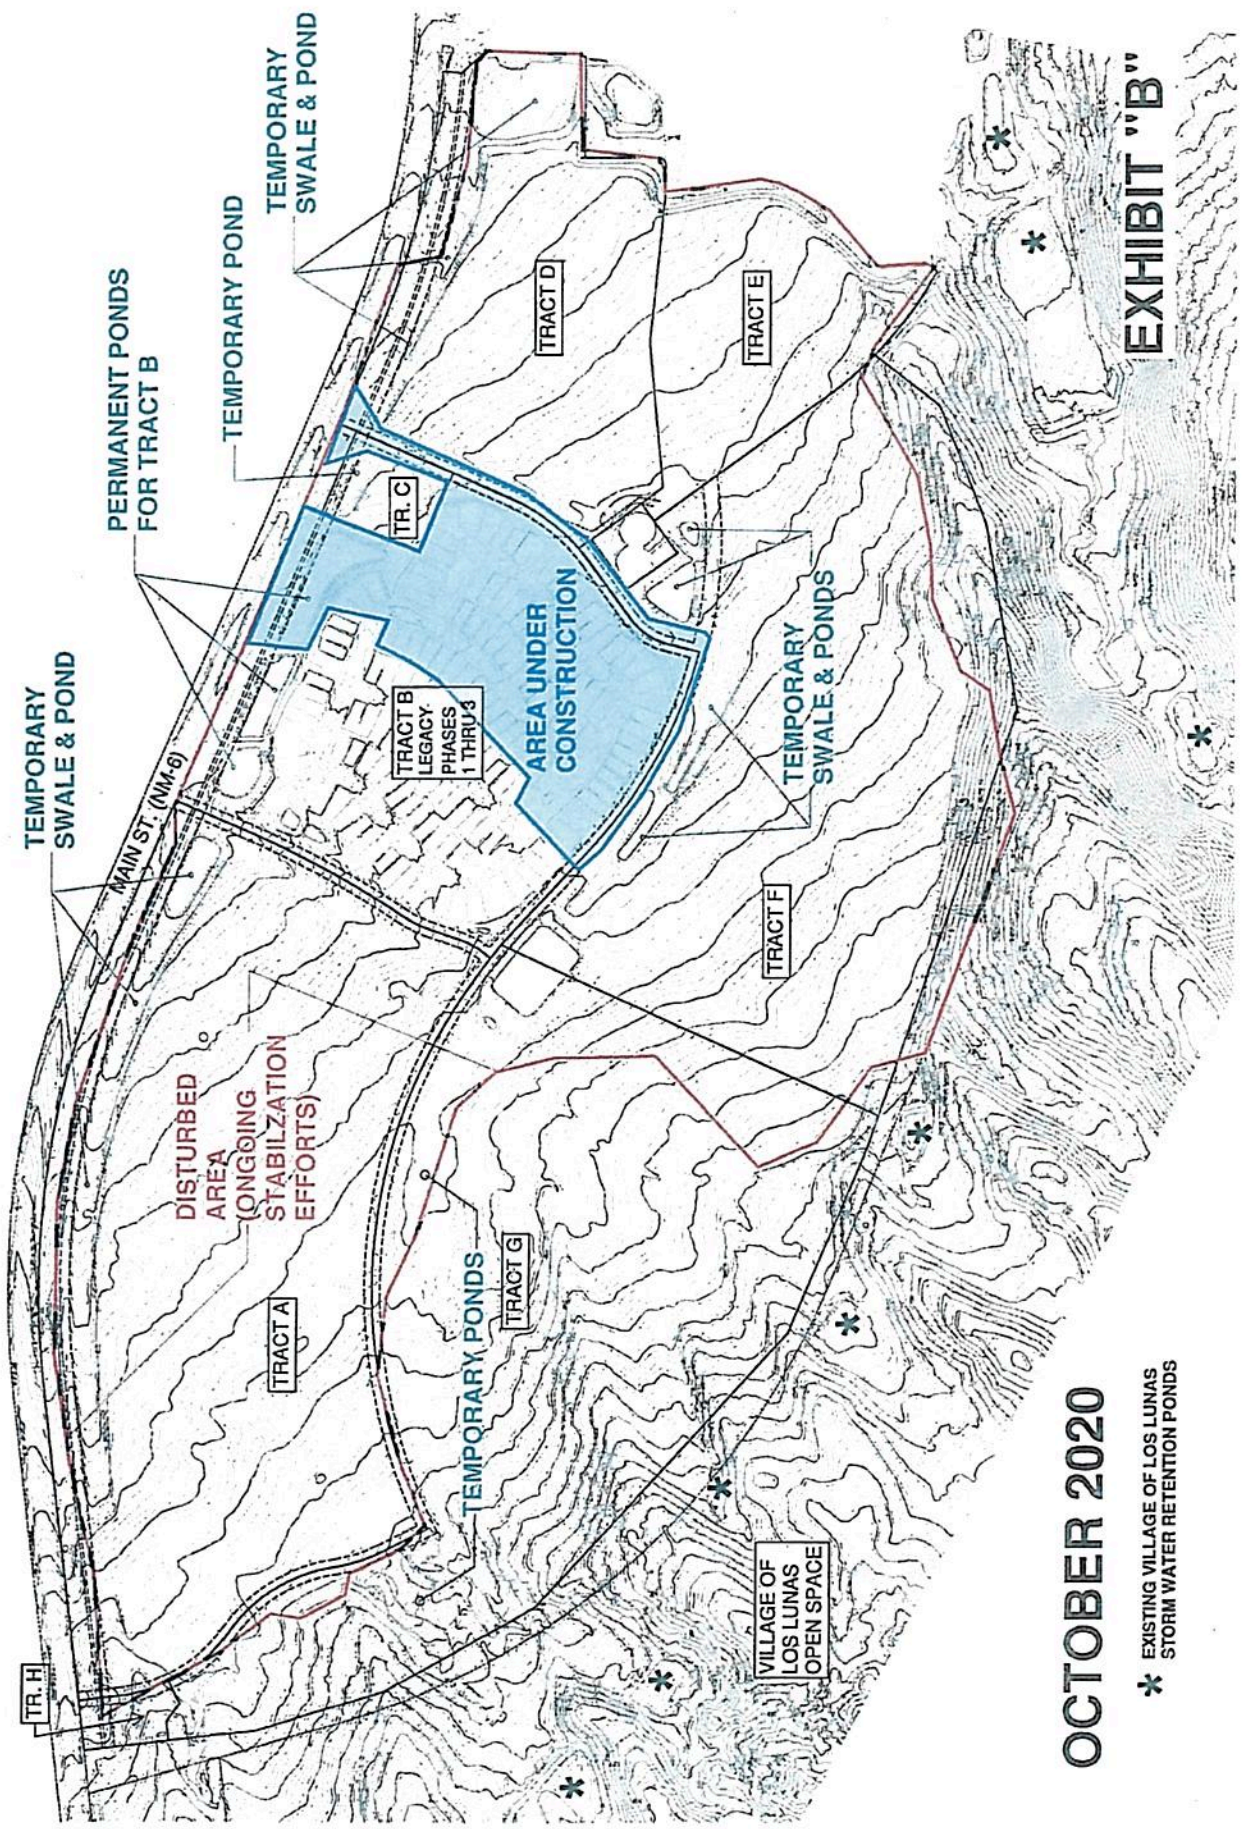 TEMPORARY
SWALE & POND
PERMANENT PONDS
FOR TRACT B
TEMPORARY POND
TEMPORARY
SWALE & POND
MAIN ST. (NM-6)
TR. H
DISTURBED
AREA
(ONGOING
STABILZATION
EFFORTS)
TRACT A
TRACT B
LEGACY
PHASES
1 THRU 3
TR. C
TRACT D
AREA UNDER
CONSTRUCTION
TRACT E
TEMPORARY PONDS
TRACT G
TEMPORARY
SWALE & PONDS
TRACT F
VILLAGE OF
LOS LUNAS
OPEN SPACE
OCTOBER 2020
* EXISTING VILLAGE OF LOS LUNAS
STORM WATER RETENTION PONDS
EXHIBIT "B"